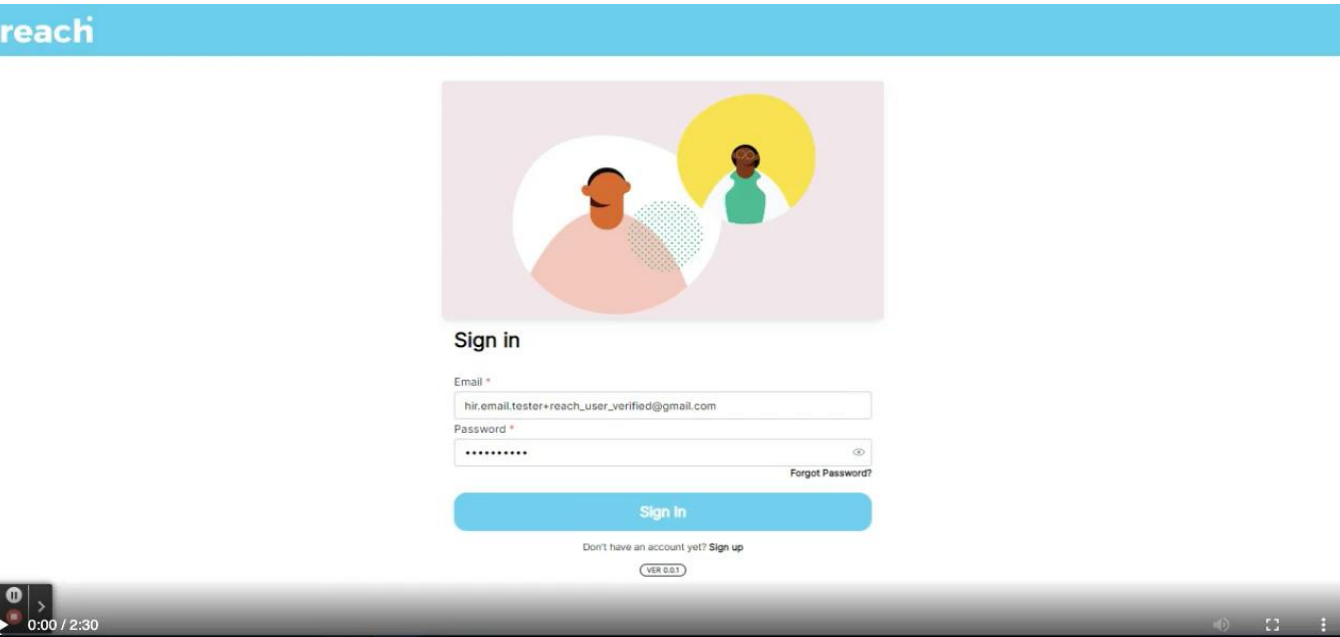 reach
Sign in
Email *
hir.email.tester+reach_user_verified@gmail.com
Password *
••••••••••
Forgot Password?
Sign In
Don't have an account yet? Sign up
VER 0.0.1
0:00 / 2:30